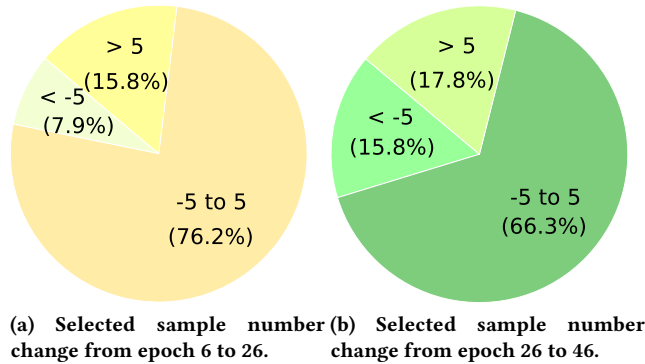 > 5
(15.8%)
< -5
(7.9%)
-5 to 5
(76.2%)
> 5
(17.8%)
< -5
(15.8%)
-5 to 5
(66.3%)
(a) Selected sample number
change from epoch 6 to 26.
(b) Selected sample number
change from epoch 26 to 46.